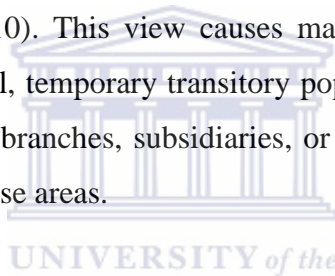 10). This view causes ma
l, temporary transitory pop
branches, subsidiaries, or
se areas.
UNIVERSITY of the